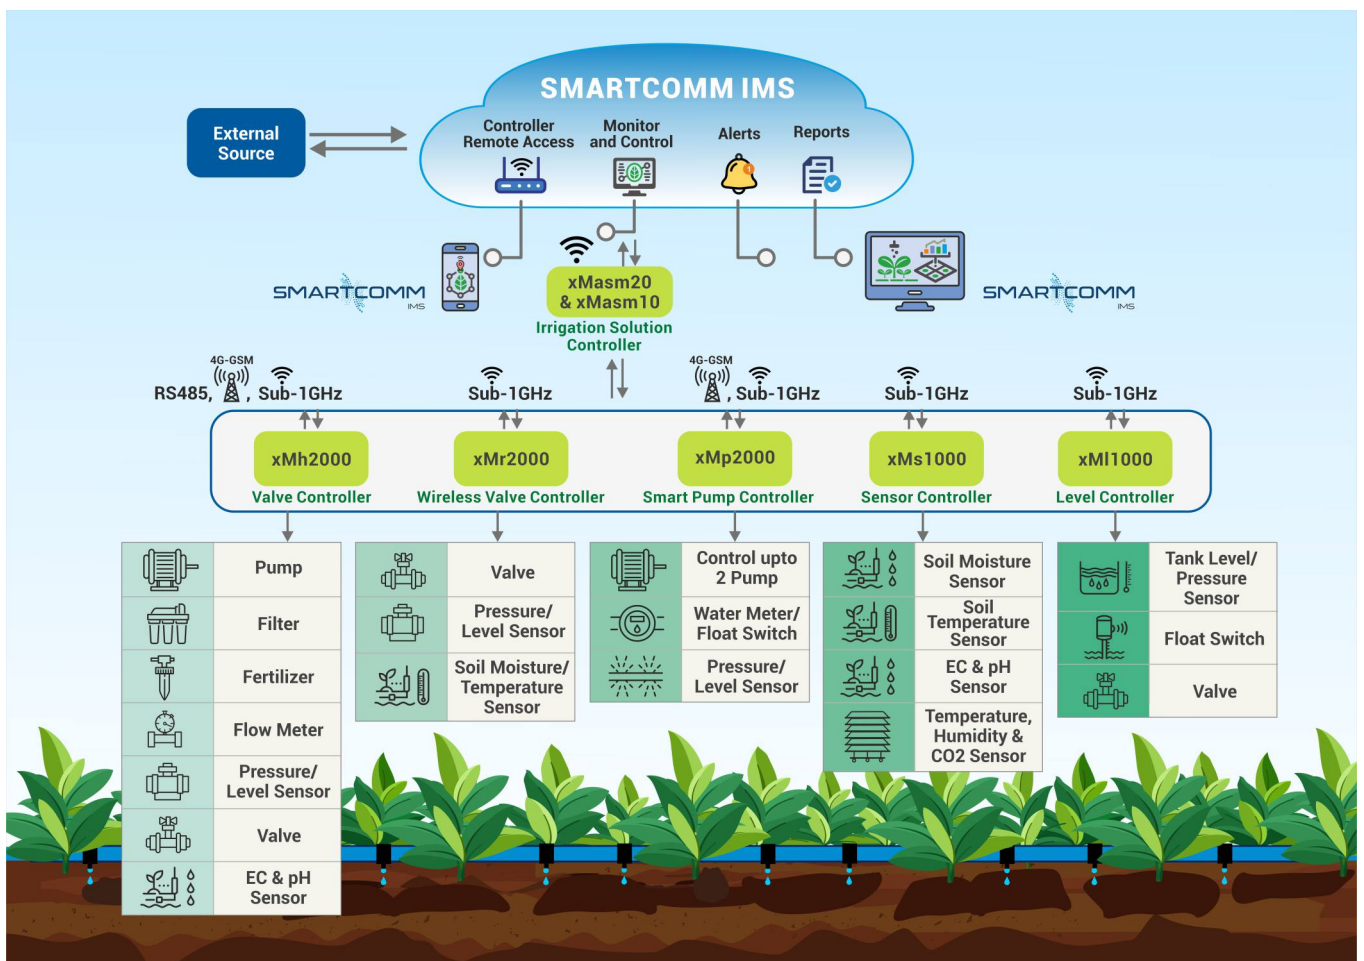 SMARTCOMM IMS
External
Source
Controller
Remote Access
Monitor
and Control
Alerts
Reports
1
SMARTCOMM
IMS
xMasm20
& xMasm10
Irrigation Solution
Controller
SMARTCOMM
IMS
RS485,
4G-GSM
, Sub-1GHz
Sub-1GHz
4G-GSM
, Sub-1GHz
Sub-1GHz
Sub-1GHz
xMh2000
Valve Controller
xMr2000
Wireless Valve Controller
xMp2000
Smart Pump Controller
xMs1000
Sensor Controller
xMl1000
Level Controller
Pump
Filter
Fertilizer
Flow Meter
Pressure/
Level Sensor
Valve
EC & pH
Sensor
Valve
Pressure/
Level Sensor
Soil Moisture/
Temperature
Sensor
Control upto
2 Pump
Water Meter/
Float Switch
Pressure/
Level Sensor
Soil Moisture
Sensor
Soil
Temperature
Sensor
EC & pH
Sensor
Temperature,
Humidity &
CO2 Sensor
Tank Level/
Pressure
Sensor
Float Switch
Valve